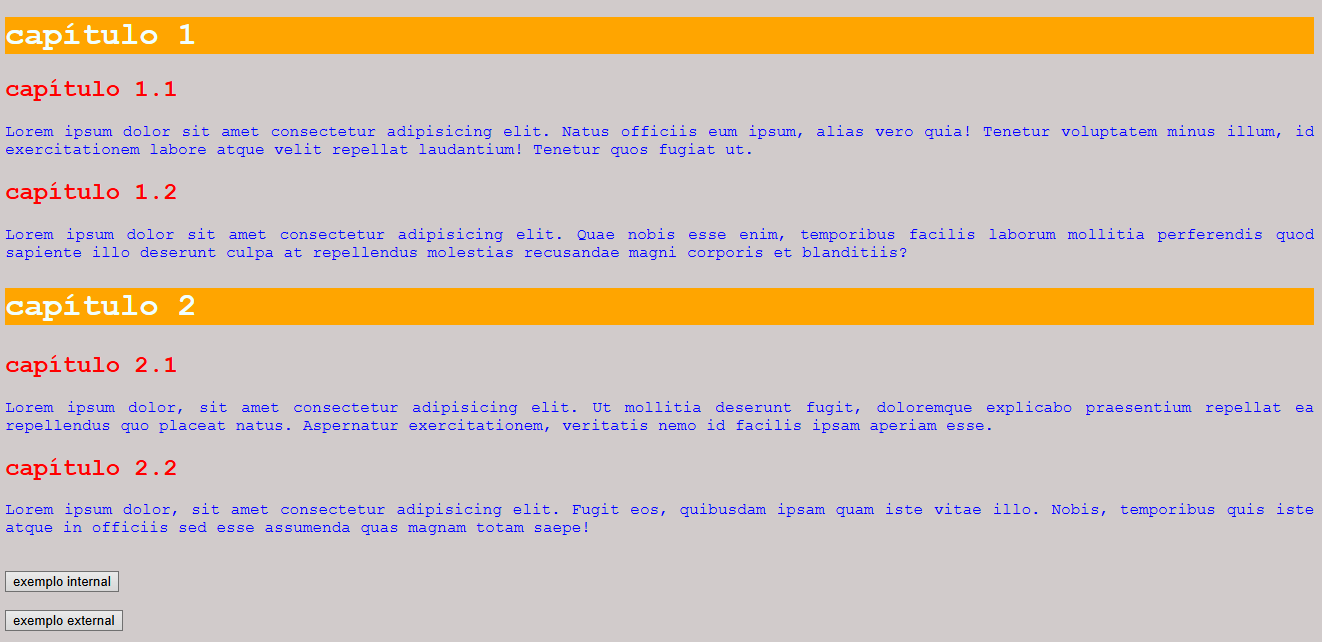 capítulo 1
capítulo 1.1
Lorem ipsum dolor sit amet consectetur adipisicing elit. Natus officiis eum ipsum, alias vero quia! Tenetur voluptatem minus illum, id
exercitationem labore atque velit repellat laudantium! Tenetur quos fugiat ut.
capítulo 1.2
Lorem ipsum dolor sit amet consectetur adipisicing elit. Quae nobis esse enim, temporibus facilis laborum mollitia perferendis quod
sapiente illo deserunt culpa at repellendus molestias recusandae magni corporis et blanditiis?
capítulo 2
capítulo 2.1
Lorem ipsum dolor, sit amet consectetur adipisicing elit. Ut mollitia deserunt fugit, doloremque explicabo praesentium repellat ea
repellendus quo placeat natus. Aspernatur exercitationem, veritatis nemo id facilis ipsam aperiam esse.
capítulo 2.2
Lorem ipsum dolor, sit amet consectetur adipisicing elit. Fugit eos, quibusdam ipsam quam iste vitae illo. Nobis, temporibus quis iste
atque in officiis sed esse assumenda quas magnam totam saepe!
exemplo internal
exemplo external